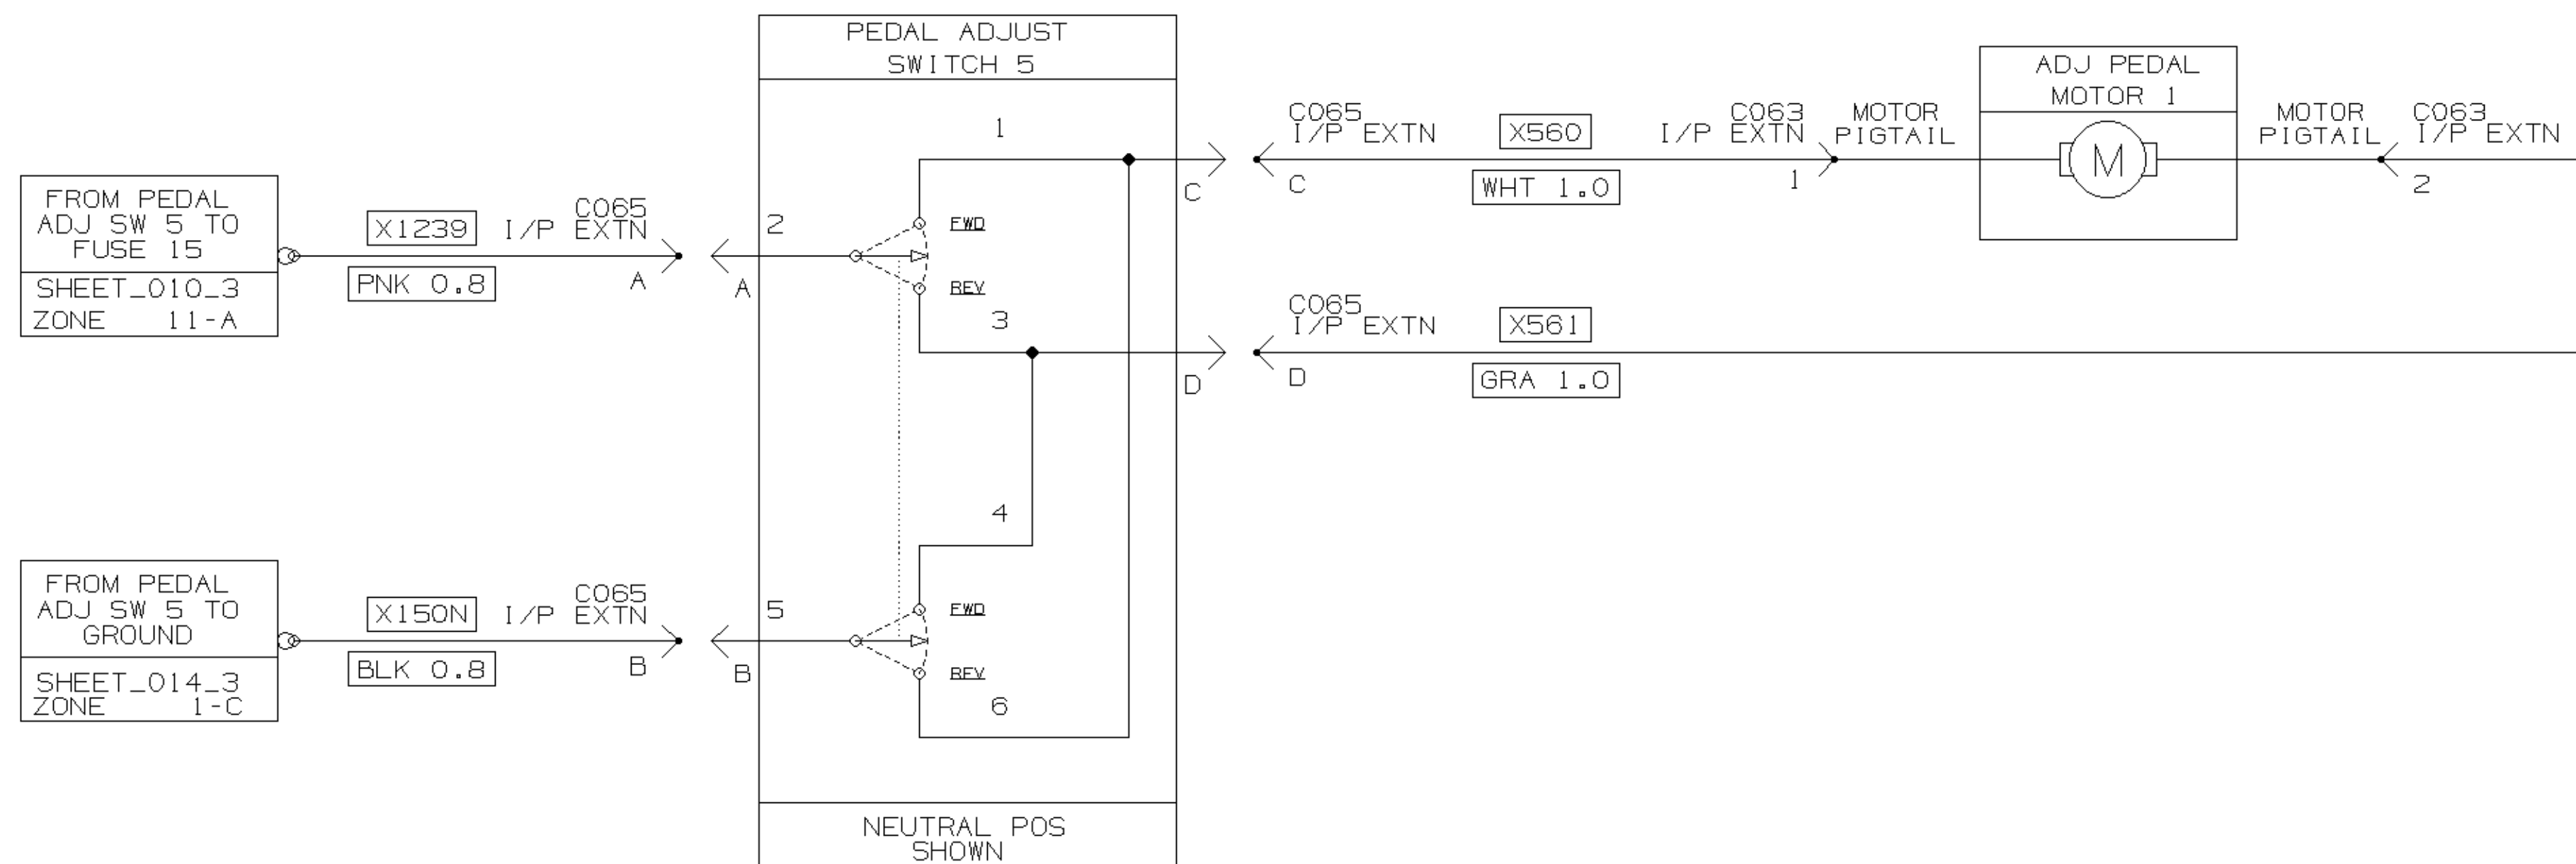 PEDAL ADJUST
SWITCH 5
FROM PEDAL
ADJ SW 5 TO
FUSE 15
SHEET_010_3
ZONE 11-A
X1239
PNK 0.8
C065
I/P EXTN
A
A
2
1
FWD
REV
3
C
D
FROM PEDAL
ADJ SW 5 TO
GROUND
SHEET_014_3
ZONE 1-C
X150N
BLK 0.8
C065
I/P EXTN
B
B
5
4
FWD
REV
6
NEUTRAL POS
SHOWN
C065
I/P EXTN
C
X560
WHT 1.0
C063
I/P EXTN
1
MOTOR
PIGTAIL
ADJ PEDAL
MOTOR 1
M
MOTOR
PIGTAIL
C063
I/P EXTN
2
C065
I/P EXTN
D
X561
GRA 1.0